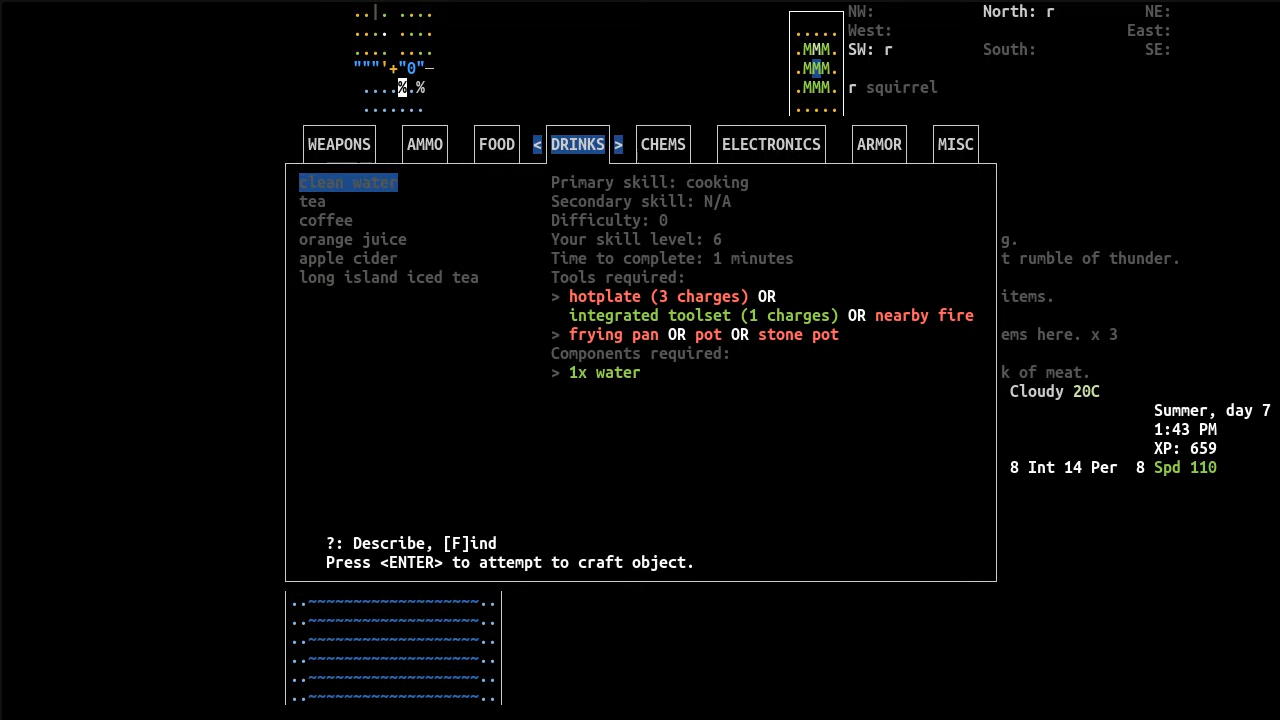 ..|. ....          NW:            North: r          NE:
.... ....  .....   West:                          East:
.... ....  .MMM.   SW: r          South:            SE:
"""'+"0"—  .MMM.
....%.%    .MMM.   r squirrel
.......    .....
WEAPONS AMMO FOOD < DRINKS > CHEMS ELECTRONICS ARMOR MISC
clean water          Primary skill: cooking
tea                  Secondary skill: N/A
coffee               Difficulty: 0
orange juice         Your skill level: 6          g.
apple cider          Time to complete: 1 minutes  t rumble of thunder.
long island iced tea Tools required:
> hotplate (3 charges) OR                         items.
integrated toolset (1 charges) OR nearby fire
> frying pan OR pot OR stone pot                  ems here. x 3
Components required:
> 1x water                                        k of meat.
Cloudy 20C
Summer, day 7
1:43 PM
XP: 659
8 Int 14 Per  8 Spd 110
?: Describe, [F]ind
Press <ENTER> to attempt to craft object.
..~~~~~~~~~~~~~~~~~~~..
..~~~~~~~~~~~~~~~~~~~..
..~~~~~~~~~~~~~~~~~~~..
..~~~~~~~~~~~~~~~~~~~..
..~~~~~~~~~~~~~~~~~~~..
..~~~~~~~~~~~~~~~~~~~..